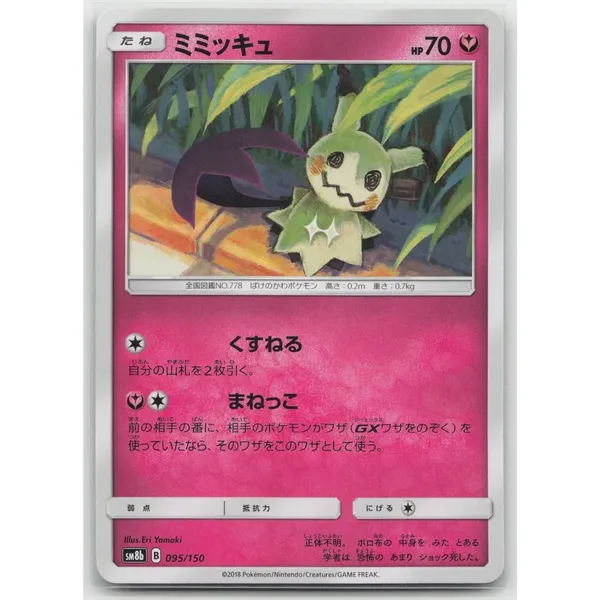 たね ミミッキュ HP70
全国図鑑NO.778 ばけのかわポケモン 高さ：0.2m 重さ：0.7kg
くすねる
自分の山札を2枚引く。
まねっこ
前の相手の番に、相手のポケモンがワザ（GXワザをのぞく）を
使っていたなら、そのワザをこのワザとして使う。
弱点 抵抗力 にげる
Illus.Eri Yamaki
SM8b B 095/150
正体不明。ボロ布の中身を みた とある
学者は 恐怖の あまり ショック死した。
©2018 Pokémon/Nintendo/Creatures/GAME FREAK.